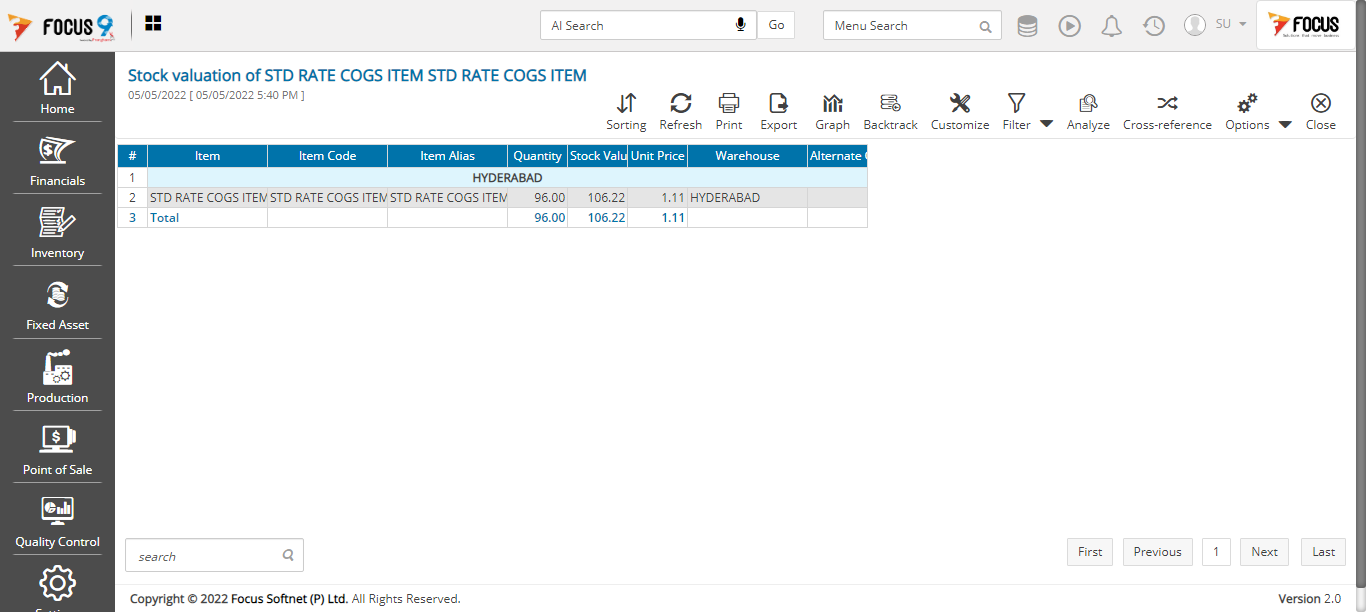 FOCUS 9
AI Search
Go
Menu Search
SU
FOCUS
Home
Financials
Inventory
Fixed Asset
Production
Point of Sale
Quality Control
Stock valuation of STD RATE COGS ITEM STD RATE COGS ITEM
05/05/2022 [ 05/05/2022 5:40 PM ]
Sorting Refresh Print Export Graph Backtrack Customize Filter Analyze Cross-reference Options Close
# Item Item Code Item Alias Quantity Stock Valu Unit Price Warehouse Alternate
1 HYDERABAD
2 STD RATE COGS ITEM STD RATE COGS ITEM STD RATE COGS ITEM 96.00 106.22 1.11 HYDERABAD
3 Total 96.00 106.22 1.11
search
First Previous 1 Next Last
Copyright © 2022 Focus Softnet (P) Ltd. All Rights Reserved.
Version 2.0